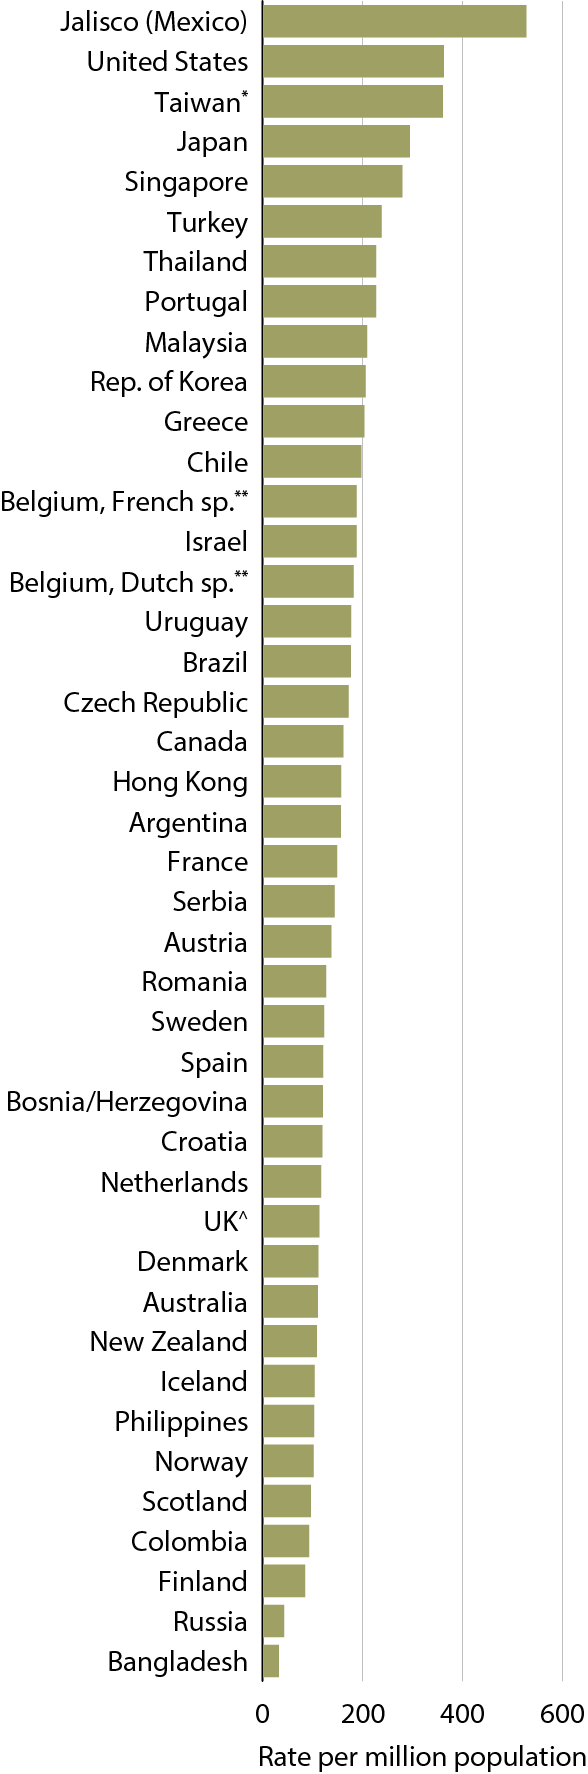 Jalisco (Mexico)
United States
Taiwan*
Japan
Singapore
Turkey
Thailand
Portugal
Malaysia
Rep. of Korea
Greece
Chile
Belgium, French sp.**
Israel
Belgium, Dutch sp.**
Uruguay
Brazil
Czech Republic
Canada
Hong Kong
Argentina
France
Serbia
Austria
Romania
Sweden
Spain
Bosnia/Herzegovina
Croatia
Netherlands
UK^
Denmark
Australia
New Zealand
Iceland
Philippines
Norway
Scotland
Colombia
Finland
Russia
Bangladesh
0 200 400 600
Rate per million population